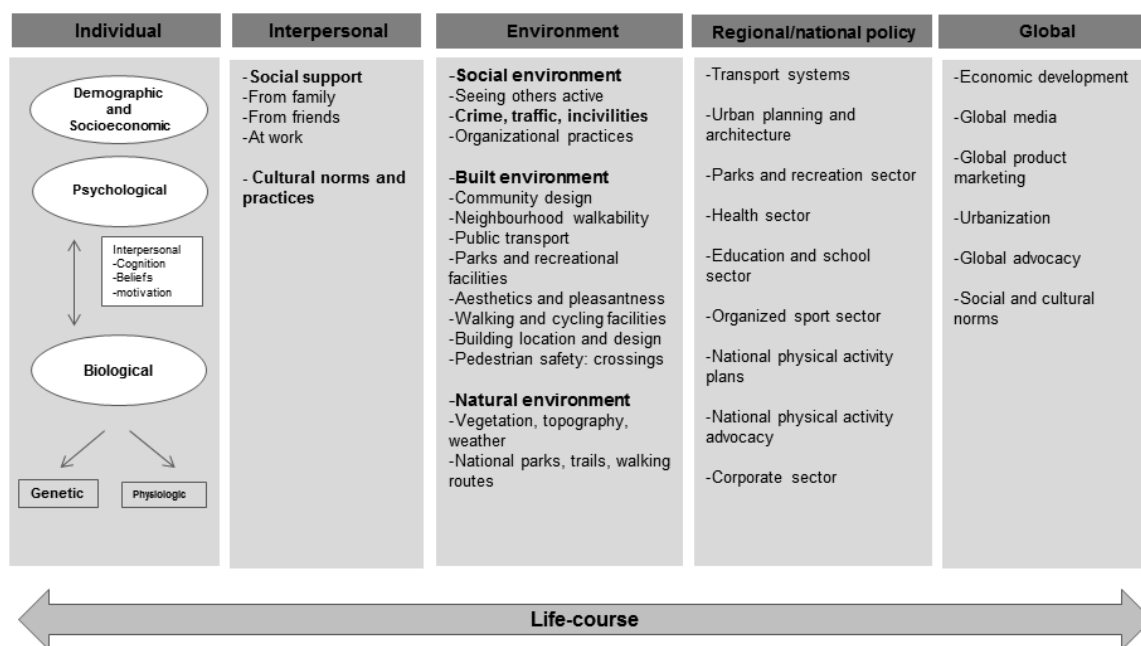 Individual
Interpersonal
Environment
Regional/national policy
Global
Demographic
and
Socioeconomic
Psychological
Interpersonal
-Cognition
-Beliefs
-motivation
Biological
Genetic
Physiologic
-Social support
-From family
-From friends
-At work
- Cultural norms and
practices
-Social environment
-Seeing others active
-Crime, traffic, incivilities
-Organizational practices
-Built environment
-Community design
-Neighbourhood walkability
-Public transport
-Parks and recreational
facilities
-Aesthetics and pleasantness
-Walking and cycling facilities
-Building location and design
-Pedestrian safety: crossings
-Natural environment
-Vegetation, topography,
weather
-National parks, trails, walking
routes
-Transport systems
-Urban planning and
architecture
-Parks and recreation sector
-Health sector
-Education and school
sector
-Organized sport sector
-National physical activity
plans
-National physical activity
advocacy
-Corporate sector
-Economic development
-Global media
-Global product
marketing
-Urbanization
-Global advocacy
-Social and cultural
norms
Life-course